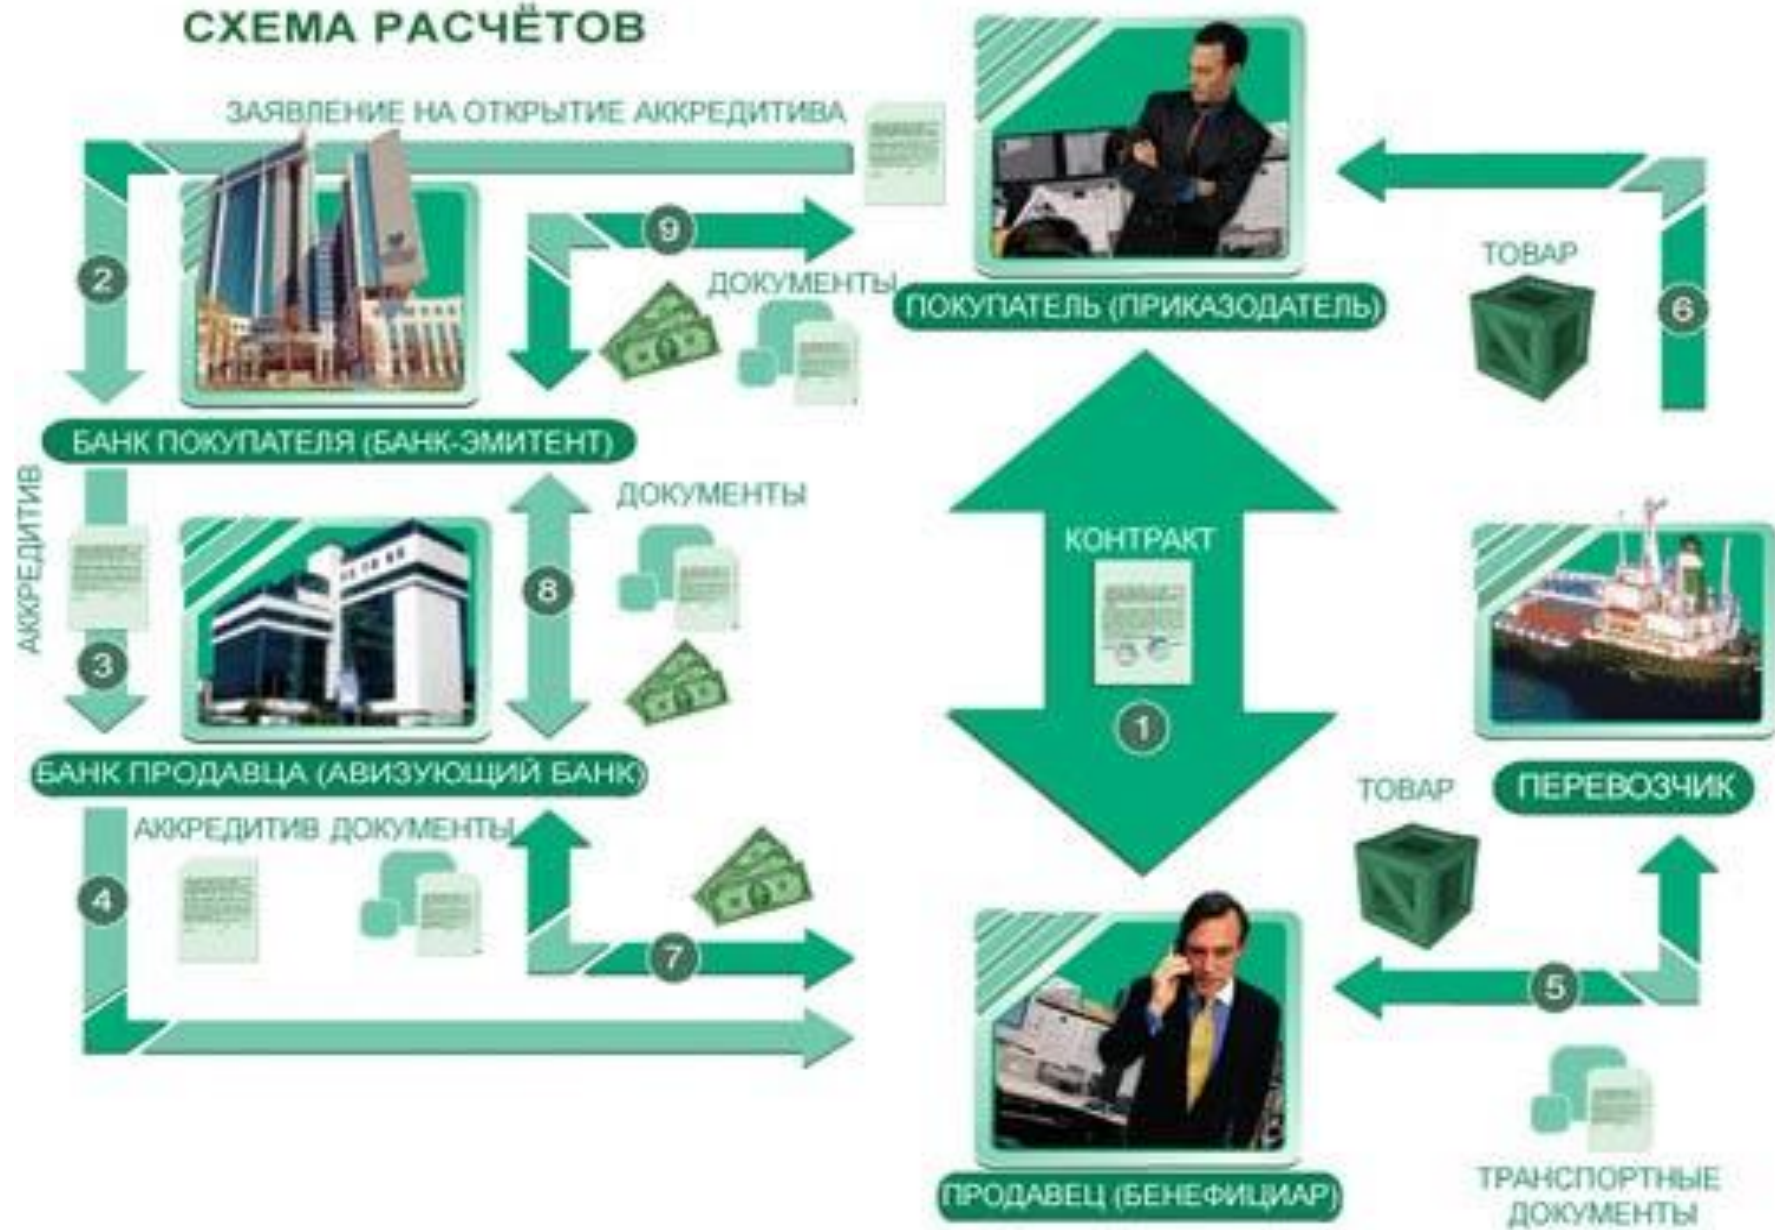 СХЕМА РАСЧЁТОВ
ЗАЯВЛЕНИЕ НА ОТКРЫТИЕ АККРЕДИТИВА
2
9
ДОКУМЕНТЫ
ПОКУПАТЕЛЬ (ПРИКАЗОДАТЕЛЬ)
ТОВАР
6
БАНК ПОКУПАТЕЛЯ (БАНК-ЭМИТЕНТ)
АККРЕДИТИВ
3
8
ДОКУМЕНТЫ
КОНТРАКТ
1
БАНК ПРОДАВЦА (АВИЗУЮЩИЙ БАНК)
ТОВАР
ПЕРЕВОЗЧИК
АККРЕДИТИВ ДОКУМЕНТЫ
4
7
5
ПРОДАВЕЦ (БЕНЕФИЦИАР)
ТРАНСПОРТНЫЕ
ДОКУМЕНТЫ